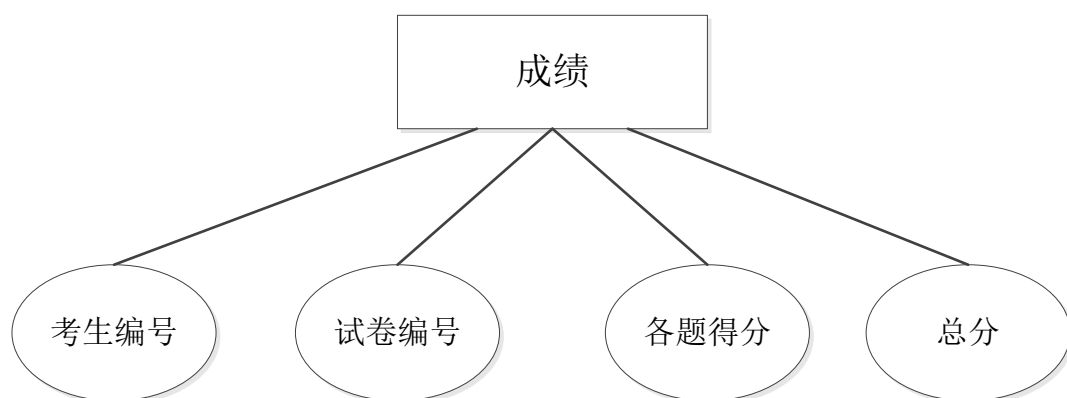 成绩
考生编号
试卷编号
各题得分
总分